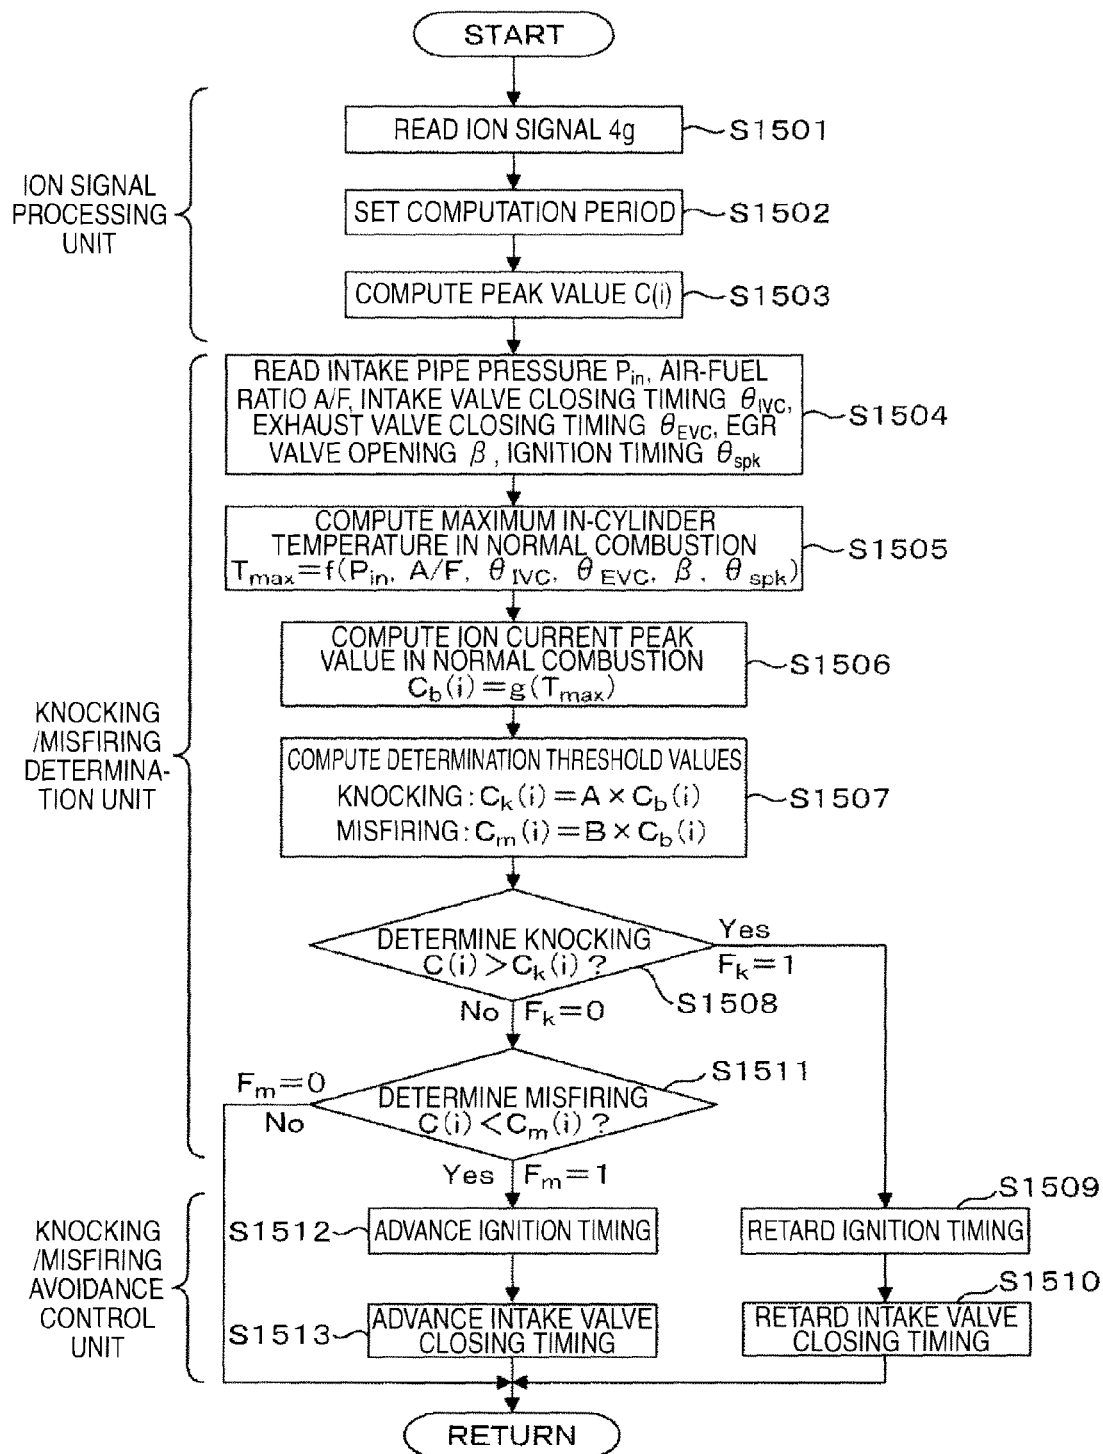 START
READ ION SIGNAL 4g
S1501
ION SIGNAL
PROCESSING
UNIT
SET COMPUTATION PERIOD
S1502
COMPUTE PEAK VALUE C(i)
S1503
READ INTAKE PIPE PRESSURE Pin, AIR-FUEL
RATIO A/F, INTAKE VALVE CLOSING TIMING θIVC,
EXHAUST VALVE CLOSING TIMING θEVC, EGR
VALVE OPENING β, IGNITION TIMING θspk
S1504
COMPUTE MAXIMUM IN-CYLINDER
TEMPERATURE IN NORMAL COMBUSTION
Tmax=f(Pin, A/F, θIVC, θEVC, β, θspk)
S1505
COMPUTE ION CURRENT PEAK
VALUE IN NORMAL COMBUSTION
Cb(i)=g(Tmax)
S1506
KNOCKING
/MISFIRING
DETERMINA-
TION UNIT
COMPUTE DETERMINATION THRESHOLD VALUES
KNOCKING: Ck(i)=A×Cb(i)
MISFIRING: Cm(i)=B×Cb(i)
S1507
DETERMINE KNOCKING
C(i)>Ck(i)?
Yes
Fk=1
S1508
No Fk=0
S1511
DETERMINE MISFIRING
C(i)<Cm(i)?
Fm=0
No
Yes Fm=1
KNOCKING
/MISFIRING
AVOIDANCE
CONTROL
UNIT
S1512
ADVANCE IGNITION TIMING
S1509
RETARD IGNITION TIMING
S1513
ADVANCE INTAKE VALVE
CLOSING TIMING
S1510
RETARD INTAKE VALVE
CLOSING TIMING
RETURN